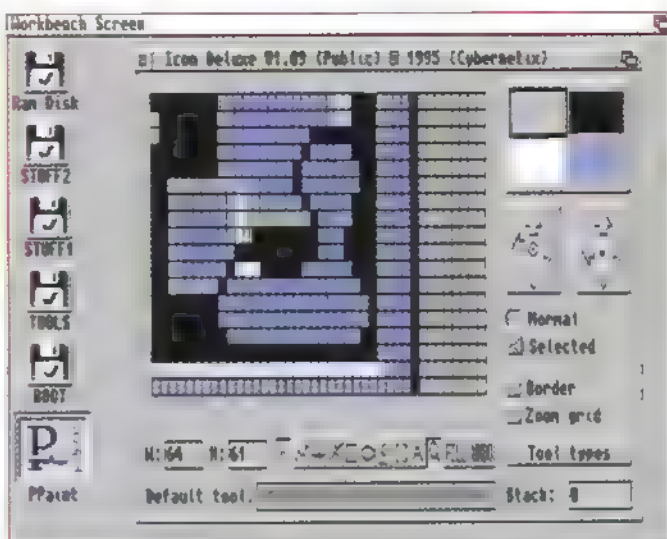 Workbench Screen
Icon Deluxe V1.09 (Public) © 1995 (Cybernetix)
Ram Disk
STUFF2
STUFF1
TOOLS
BOOT
PPaint
Normal
Selected
Border
Zoom grid
W: 64 H: 61
Tool types
Default tool:
Stack: 0